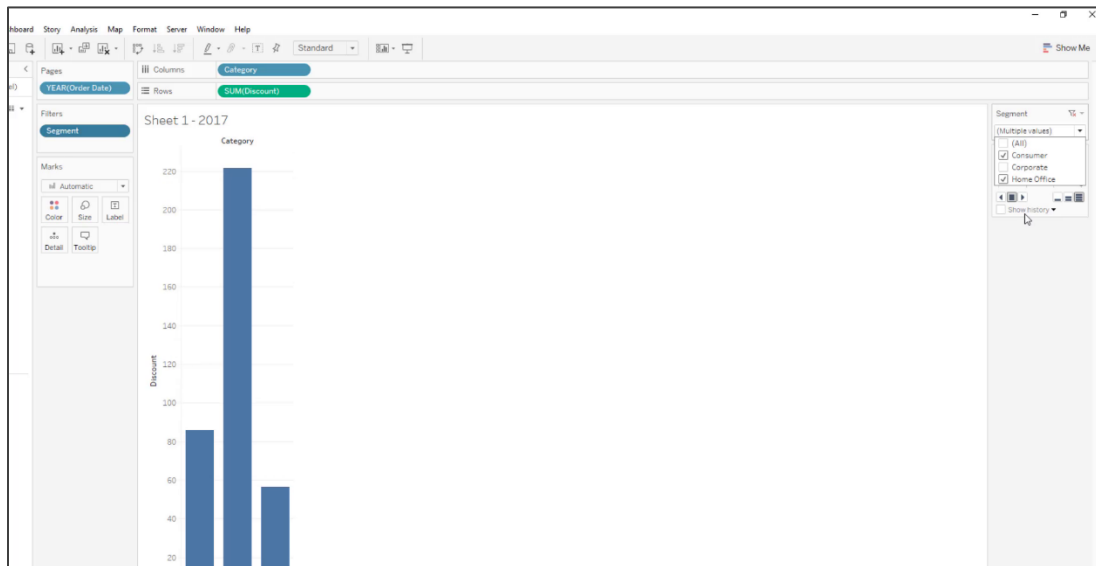 hboard Story Analysis Map Format Server Window Help
Standard
Show Me
Pages
YEAR(Order Date)
Columns
Category
Rows
SUM(Discount)
Filters
Segment
Marks
Automatic
Color Size Label
Detail Tooltip
Sheet 1 - 2017
Category
220
200
180
160
140
120
100
80
60
40
20
Discount
Segment
(Multiple values)
(All)
Consumer
Corporate
Home Office
Show history